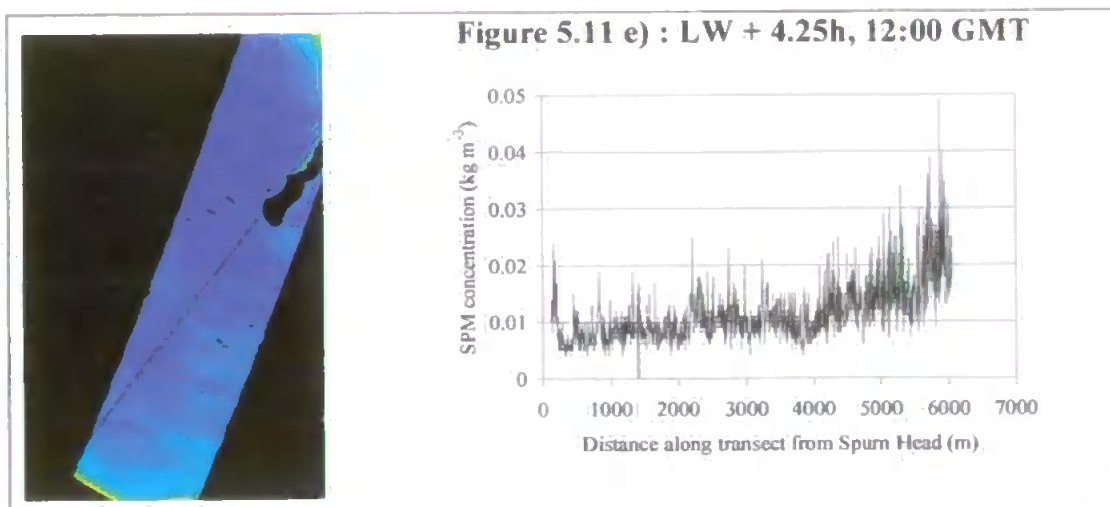 Figure 5.11 e) : LW + 4.25h, 12:00 GMT
SPM concentration (kg m⁻³)
0.05
0.04
0.03
0.02
0.01
0
0 1000 2000 3000 4000 5000 6000 7000
Distance along transect from Spurn Head (m)